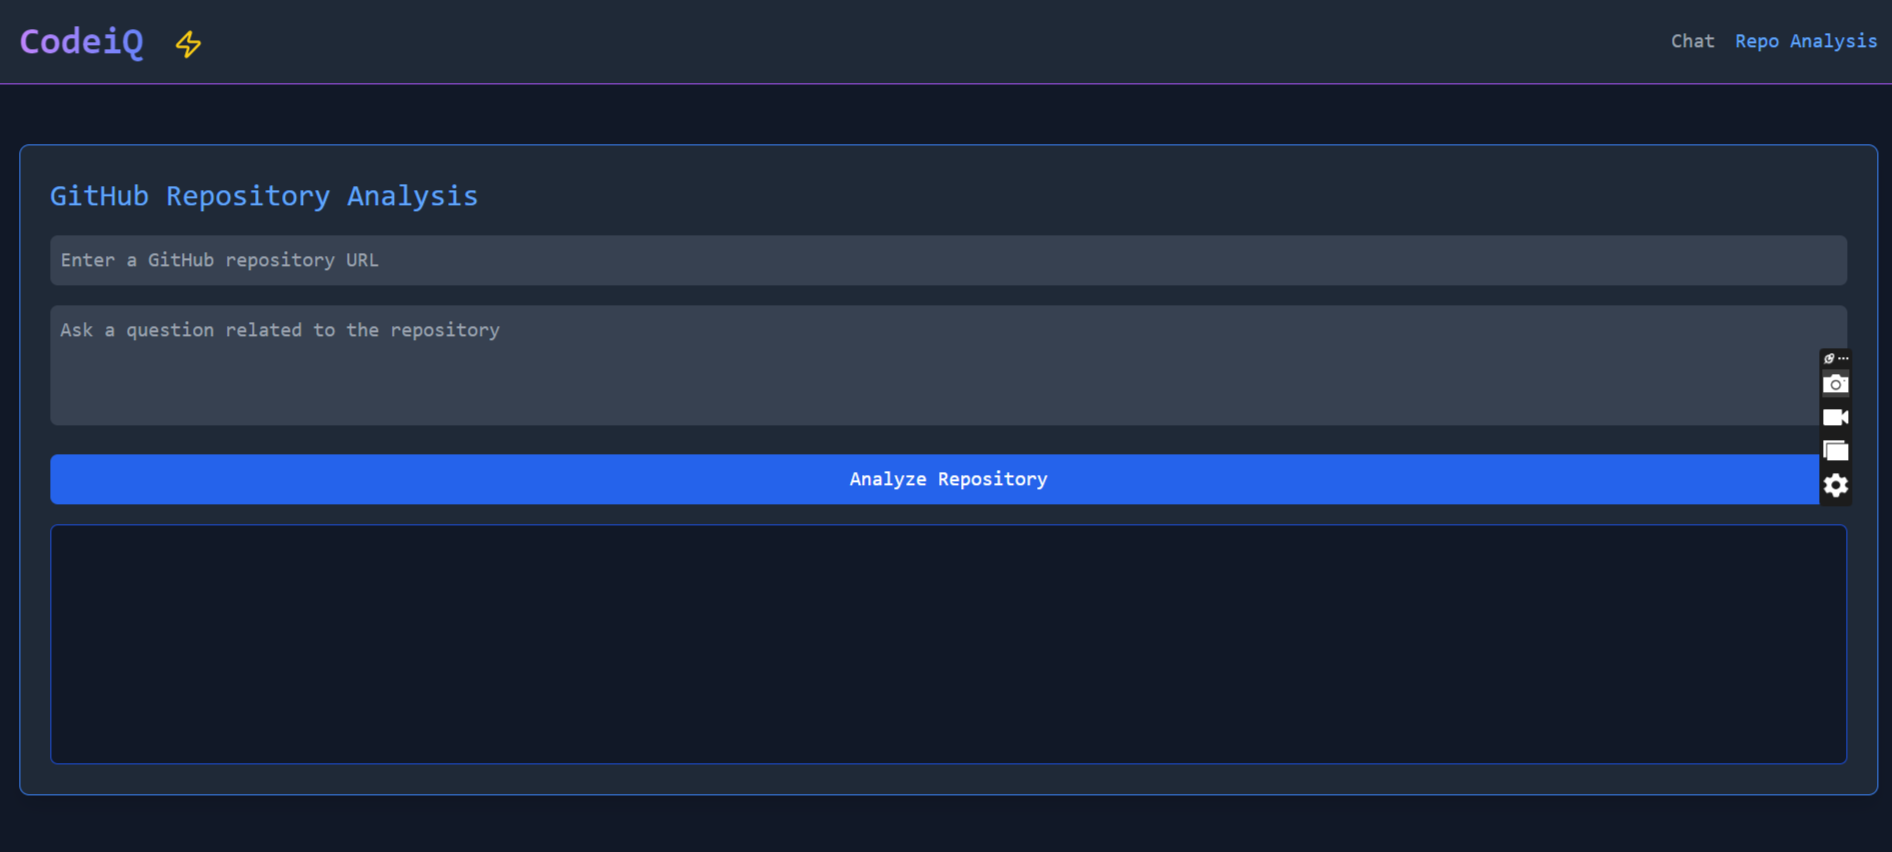 CodeiQ
Chat Repo Analysis
GitHub Repository Analysis
Enter a GitHub repository URL
Ask a question related to the repository
Analyze Repository